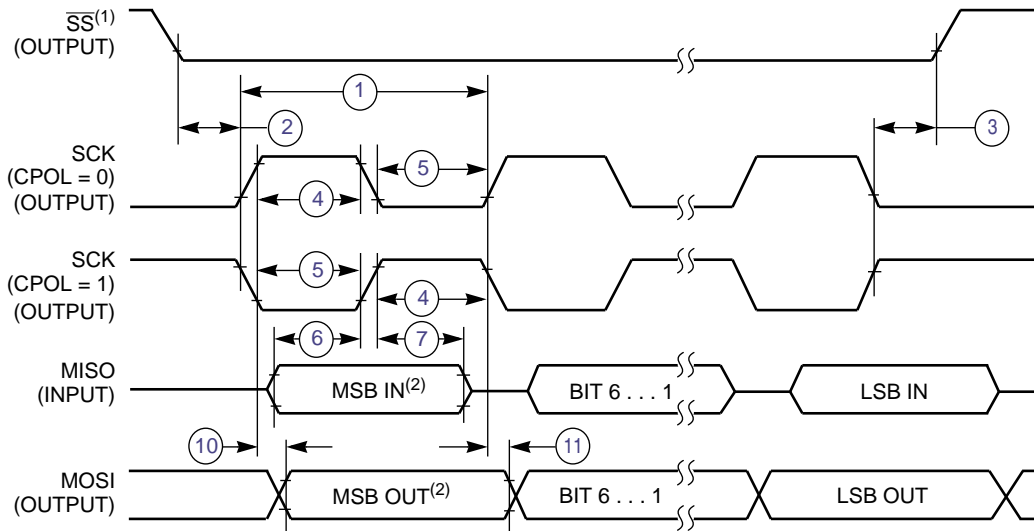 SS(1)
(OUTPUT)
1
2
3
SCK
(CPOL = 0)
(OUTPUT)
5
4
SCK
(CPOL = 1)
(OUTPUT)
5
4
6
7
MISO
(INPUT)
MSB IN(2)
BIT 6 . . . 1
LSB IN
10
11
MOSI
(OUTPUT)
MSB OUT(2)
BIT 6 . . . 1
LSB OUT